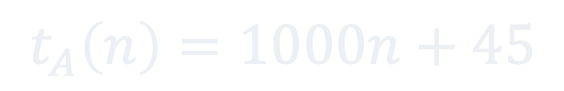 t_A(n) = 1000n + 45